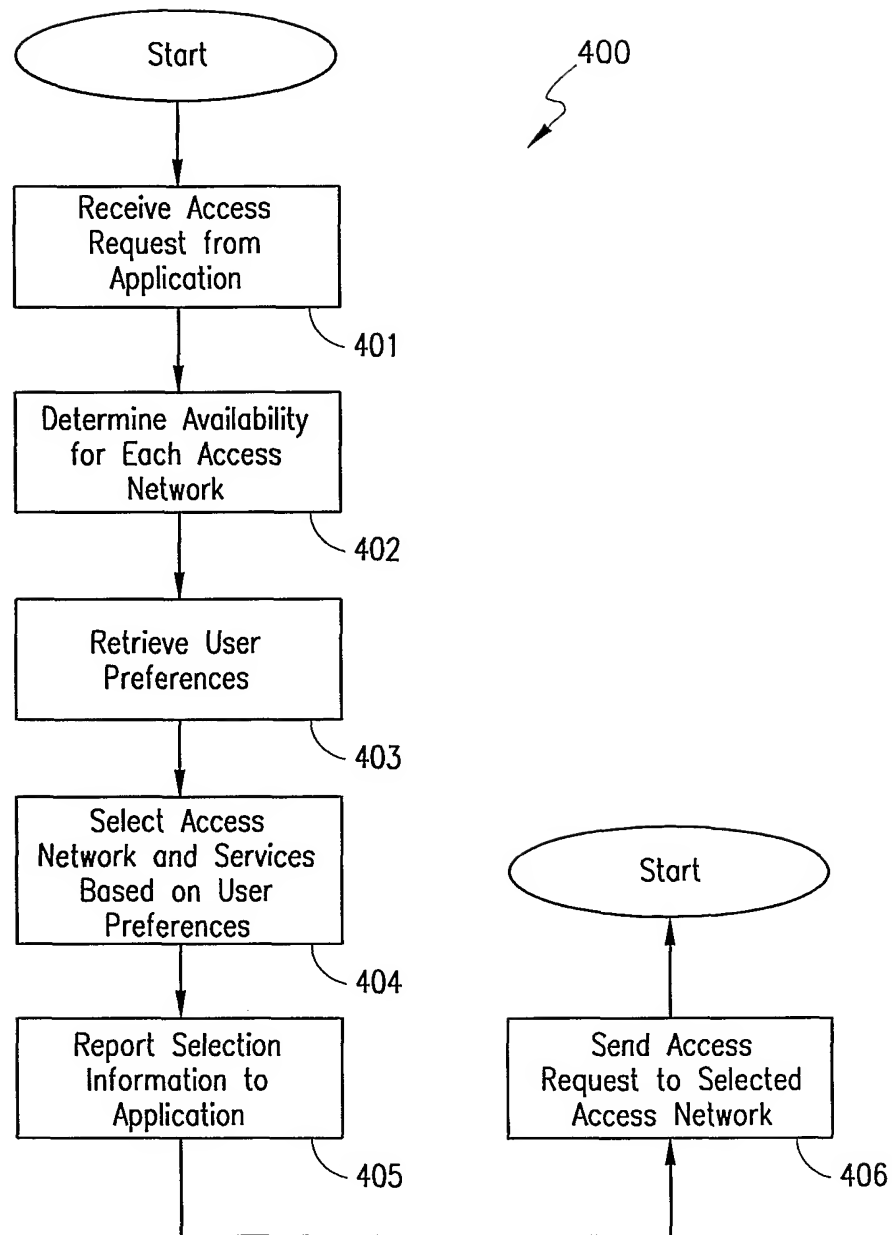 Start
400
Receive Access
Request from
Application
401
Determine Availability
for Each Access
Network
402
Retrieve User
Preferences
403
Select Access
Network and Services
Based on User
Preferences
404
Report Selection
Information to
Application
405
Start
Send Access
Request to Selected
Access Network
406